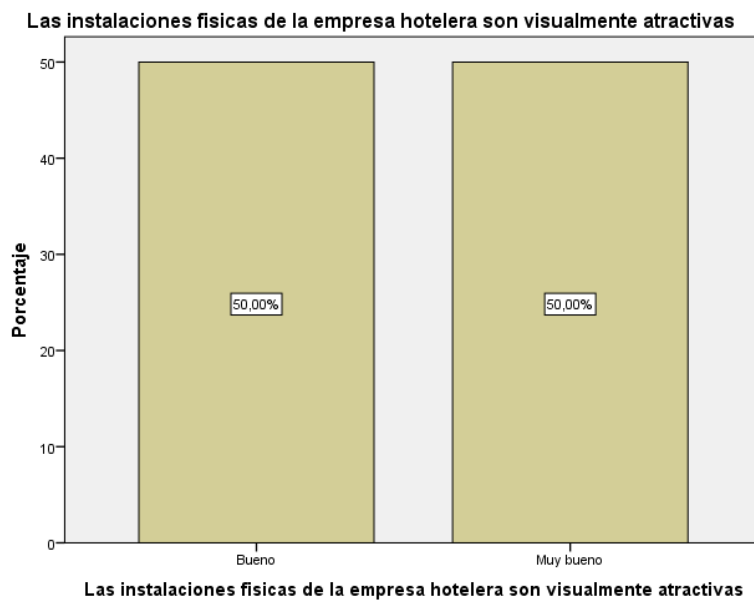 Las instalaciones fisicas de la empresa hotelera son visualmente atractivas
50
40
30
20
10
0
Porcentaje
50,00%
50,00%
Bueno
Muy bueno
Las instalaciones fisicas de la empresa hotelera son visualmente atractivas